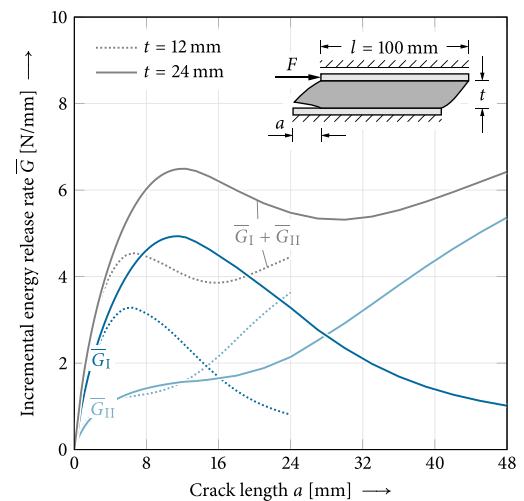 Incremental energy release rate G̅ [N/mm] ⟶
10
8
6
4
2
0
t = 12 mm
t = 24 mm
l = 100 mm
F
t
a
G̅I + G̅II
G̅I
G̅II
0 8 16 24 32 40 48
Crack length a [mm] ⟶